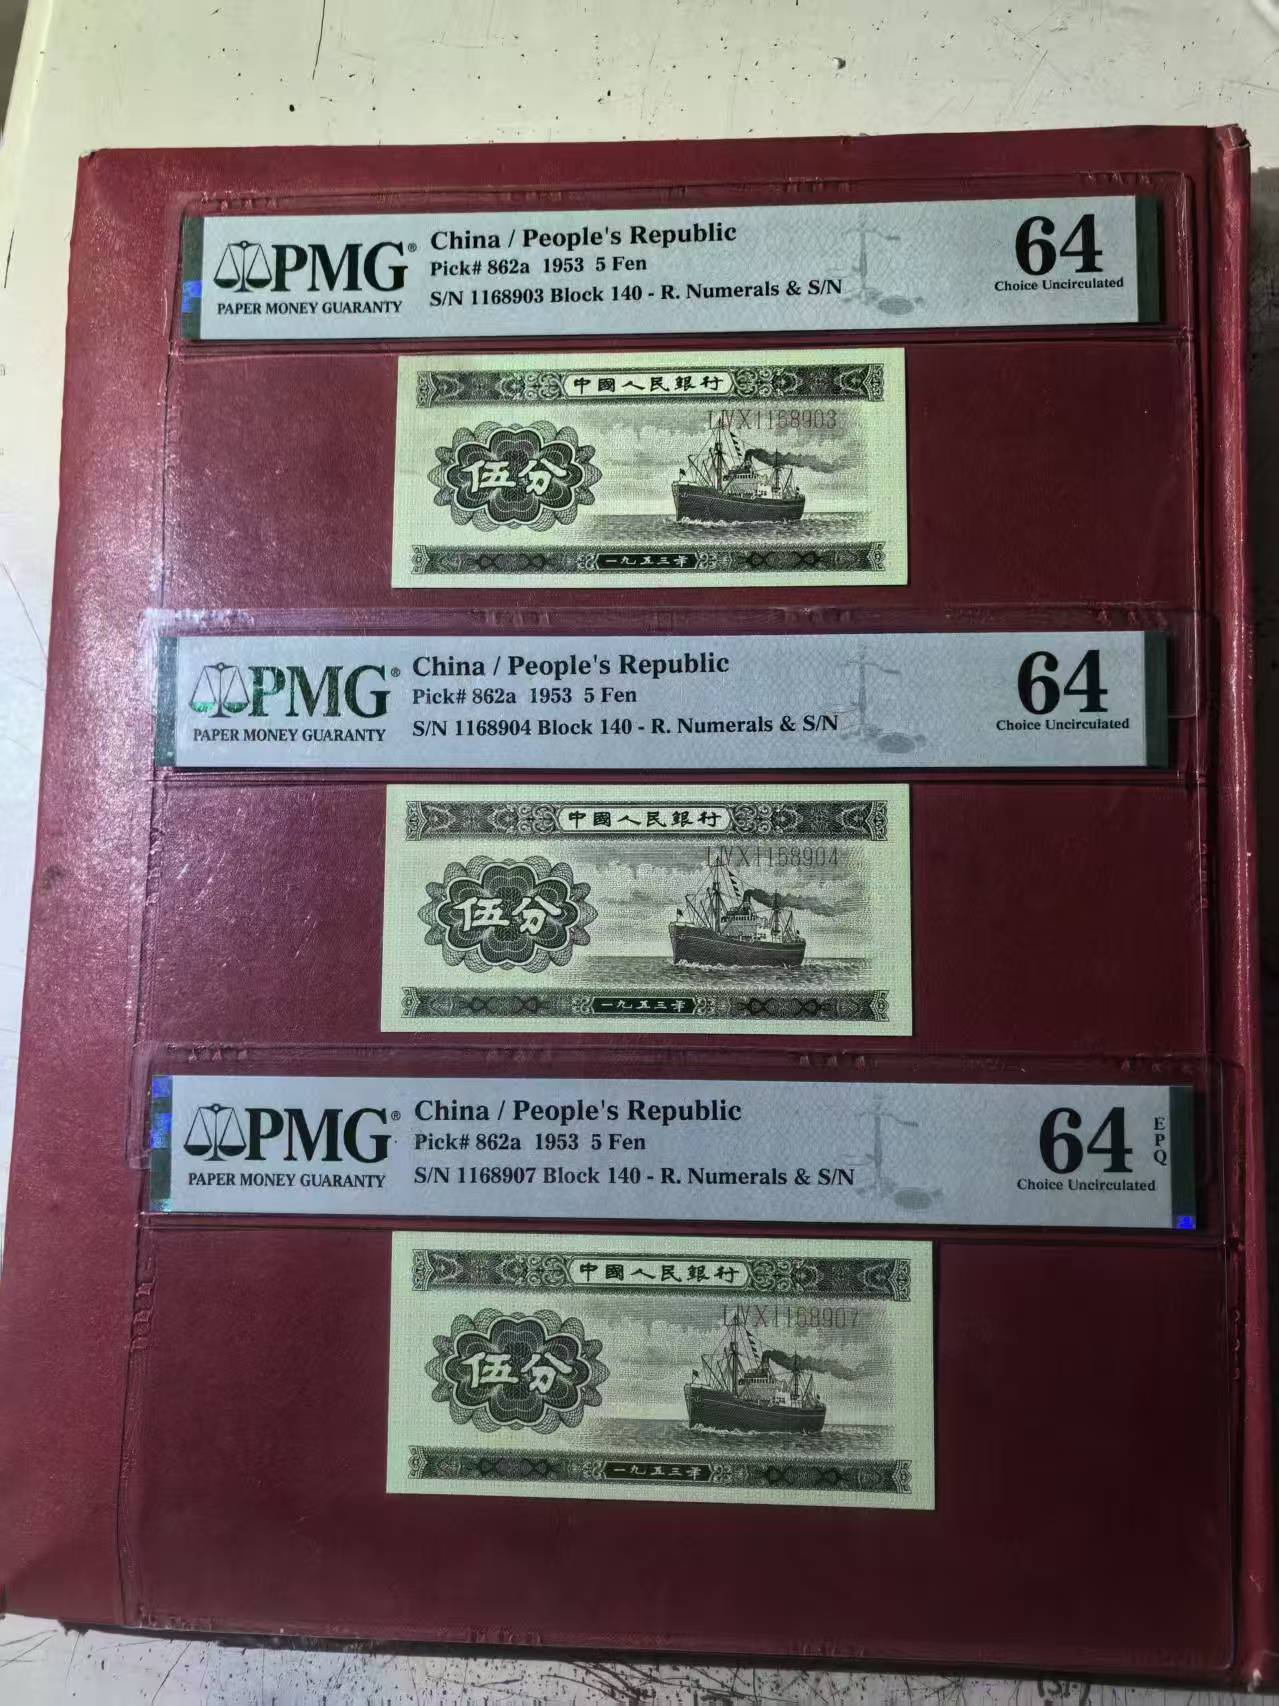 PMG®
PAPER MONEY GUARANTY
China / People's Republic
Pick# 862a 1953 5 Fen
S/N 1168903 Block 140 - R. Numerals & S/N
64
Choice Uncirculated
中國人民銀行
IVX1168903
伍分
一九五三年
PMG®
PAPER MONEY GUARANTY
China / People's Republic
Pick# 862a 1953 5 Fen
S/N 1168904 Block 140 - R. Numerals & S/N
64
Choice Uncirculated
中國人民銀行
IVX1168904
伍分
一九五三年
PMG®
PAPER MONEY GUARANTY
China / People's Republic
Pick# 862a 1953 5 Fen
S/N 1168907 Block 140 - R. Numerals & S/N
64
EPQ
Choice Uncirculated
中國人民銀行
IVX1168907
伍分
一九五三年